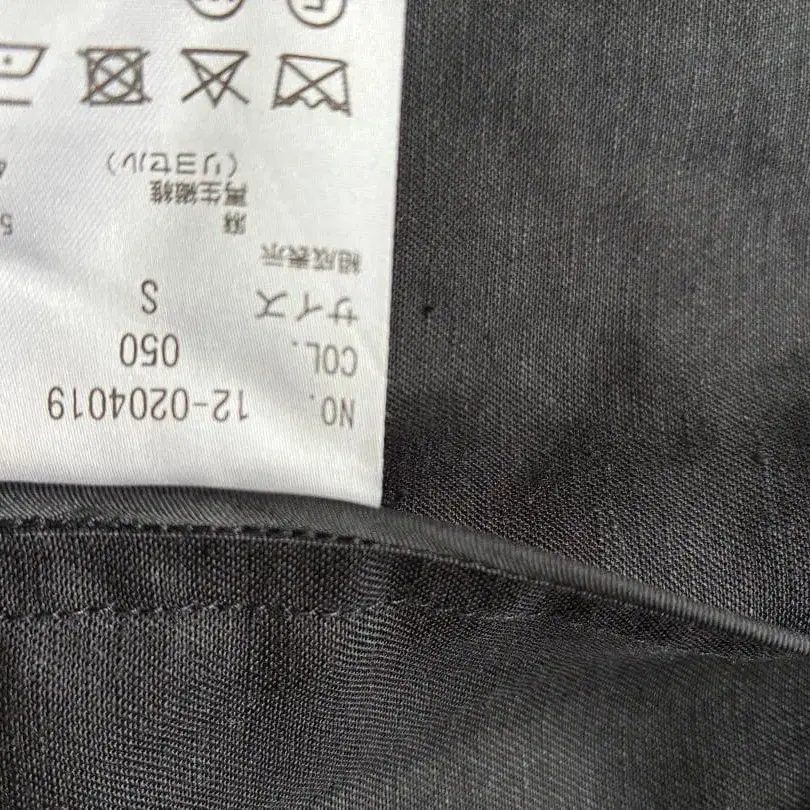 NO. 12-0204019
COL. 050
サイズ S
組成表示
麻 5
再生繊維
(リヨセル)